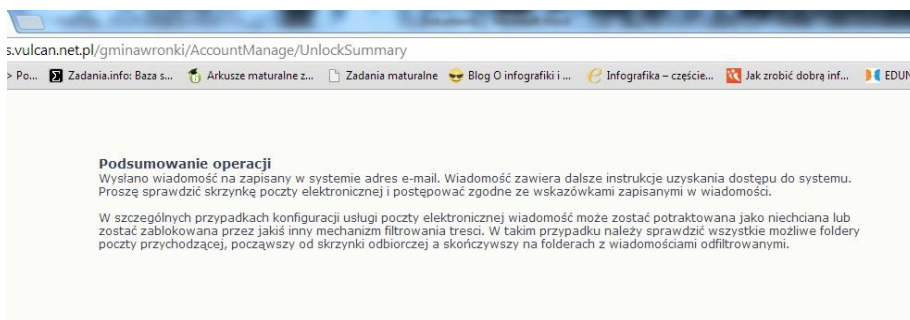 s.vulcan.net.pl/gminawronki/AccountManage/UnlockSummary
> Po... Zadania.info: Baza s... Arkusze maturalne z... Zadania maturalne Blog O infografiki i ... Infografika – częście... Jak zrobić dobrą inf... EDUN
Podsumowanie operacji
Wysłano wiadomość na zapisany w systemie adres e-mail. Wiadomość zawiera dalsze instrukcje uzyskania dostępu do systemu.
Proszę sprawdzić skrzynkę poczty elektronicznej i postępować zgodne ze wskazówkami zapisanymi w wiadomości.
W szczególnych przypadkach konfiguracji usługi poczty elektronicznej wiadomość może zostać potraktowana jako niechciana lub
zostać zablokowana przez jakiś inny mechanizm filtrowania tresci. W takim przypadku należy sprawdzić wszystkie możliwe foldery
poczty przychodzącej, począwszy od skrzynki odbiorczej a skończywszy na folderach z wiadomościami odfiltrowanymi.